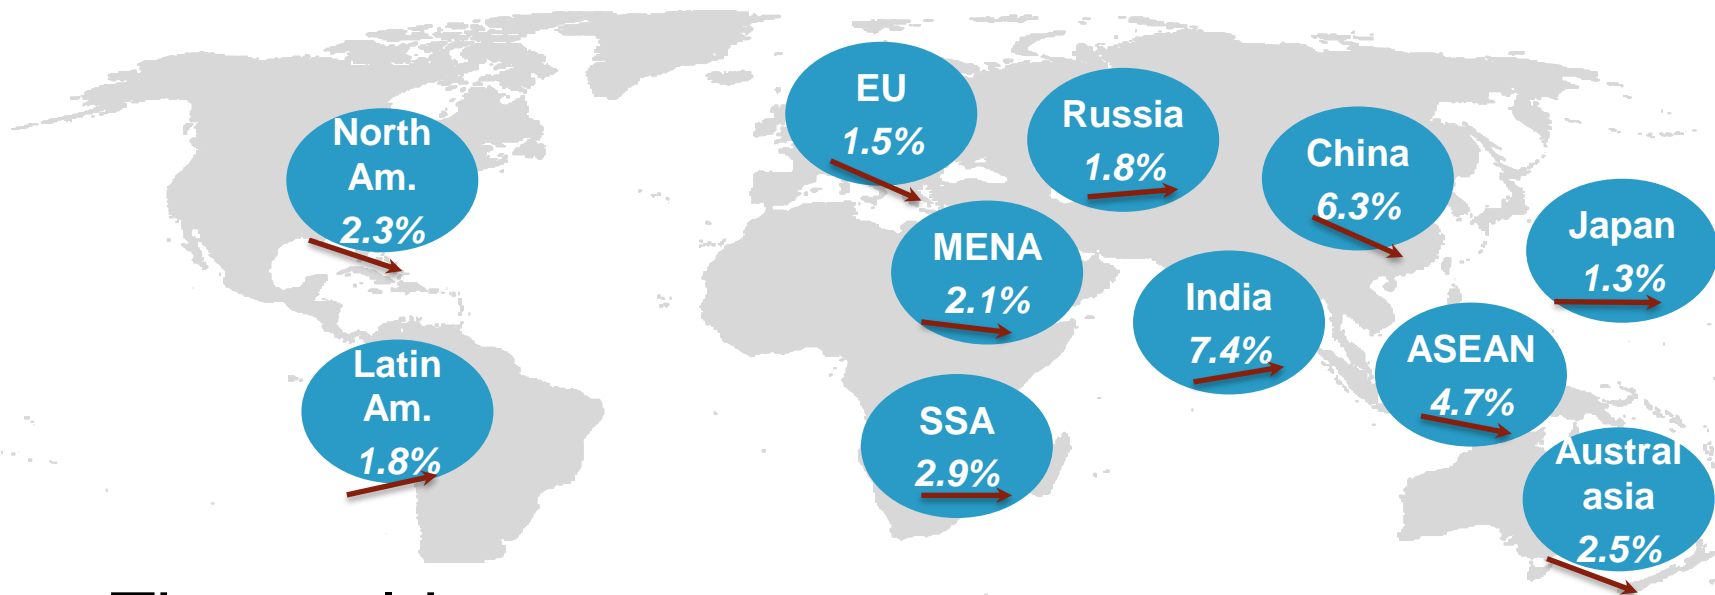 EU
1.5%
Russia
1.8%
North
Am.
2.3%
China
6.3%
Japan
1.3%
MENA
2.1%
India
7.4%
ASEAN
4.7%
Latin
Am.
1.8%
SSA
2.9%
Austral
asia
2.5%